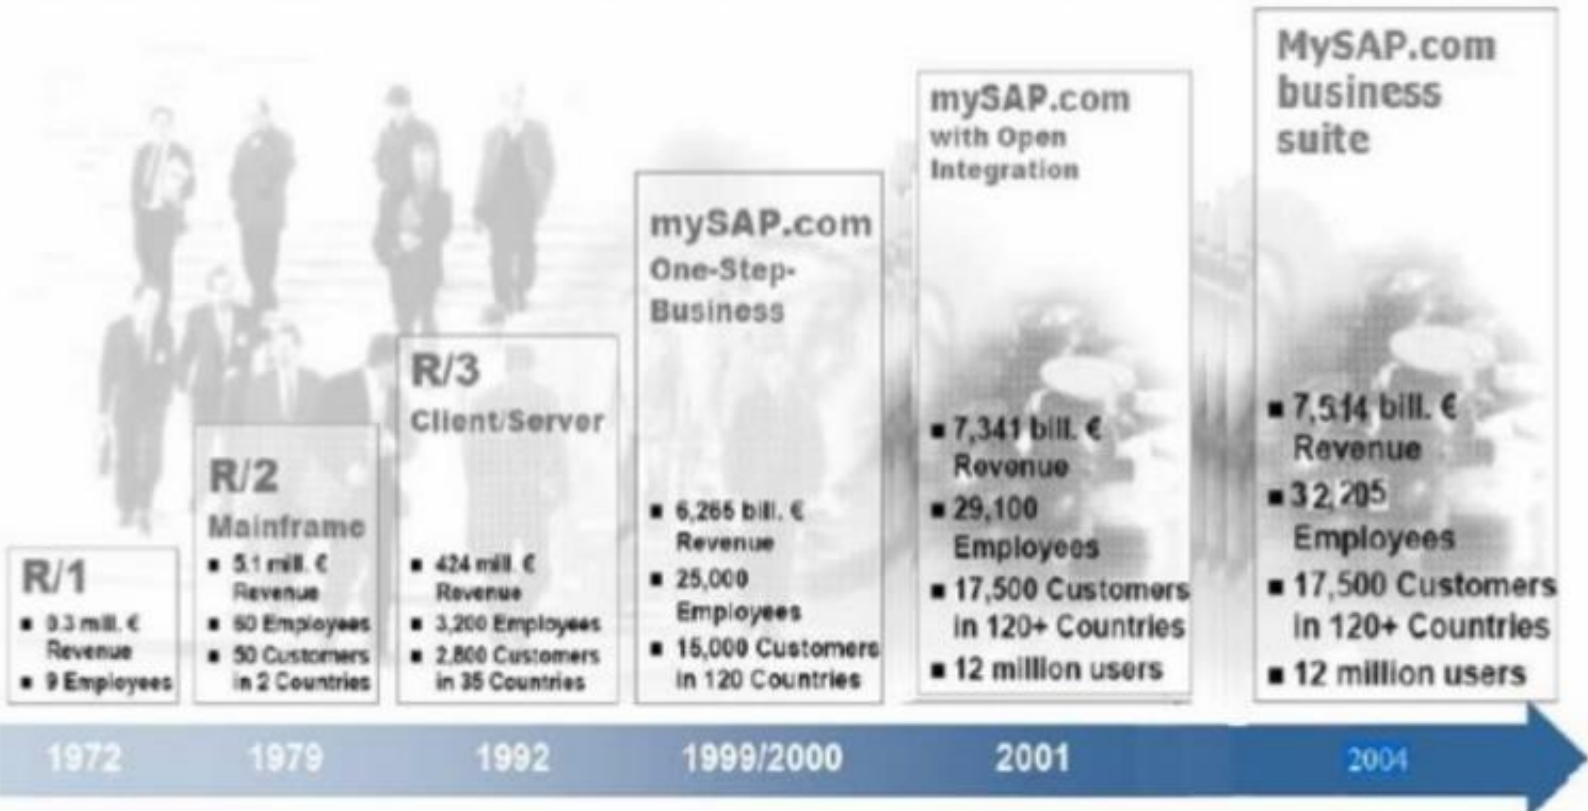 R/1
■ 0.3 mill. €
Revenue
■ 9 Employees
R/2
Mainframe
■ 5.1 mill. €
Revenue
■ 60 Employees
■ 50 Customers
in 2 Countries
R/3
Client/Server
■ 424 mill. €
Revenue
■ 3,200 Employees
■ 2,800 Customers
in 35 Countries
mySAP.com
One-Step-
Business
■ 6,265 bill. €
Revenue
■ 25,000
Employees
■ 15,000 Customers
in 120 Countries
mySAP.com
with Open
Integration
■ 7,341 bill. €
Revenue
■ 29,100
Employees
■ 17,500 Customers
in 120+ Countries
■ 12 million users
MySAP.com
business
suite
■ 7,514 bill. €
Revenue
■ 32,205
Employees
■ 17,500 Customers
in 120+ Countries
■ 12 million users
1972
1979
1992
1999/2000
2001
2004